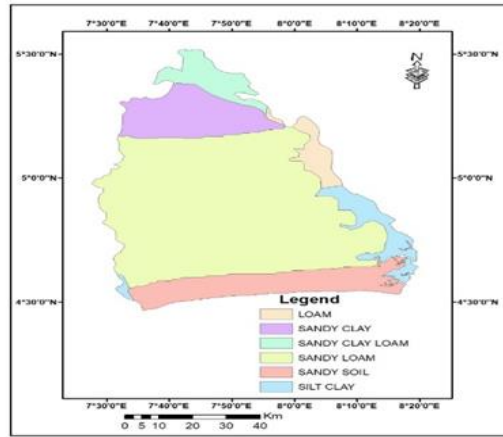 7°30'0"E 7°40'0"E 7°50'0"E 8°0'0"E 8°10'0"E 8°20'0"E
N
5°30'0"N 5°30'0"N
5°0'0"N 5°0'0"N
4°30'0"N 4°30'0"N
Legend
LOAM
SANDY CLAY
SANDY CLAY LOAM
SANDY LOAM
SANDY SOIL
SILT CLAY
Km
0 5 10 20 30 40
7°30'0"E 7°40'0"E 7°50'0"E 8°0'0"E 8°10'0"E 8°20'0"E